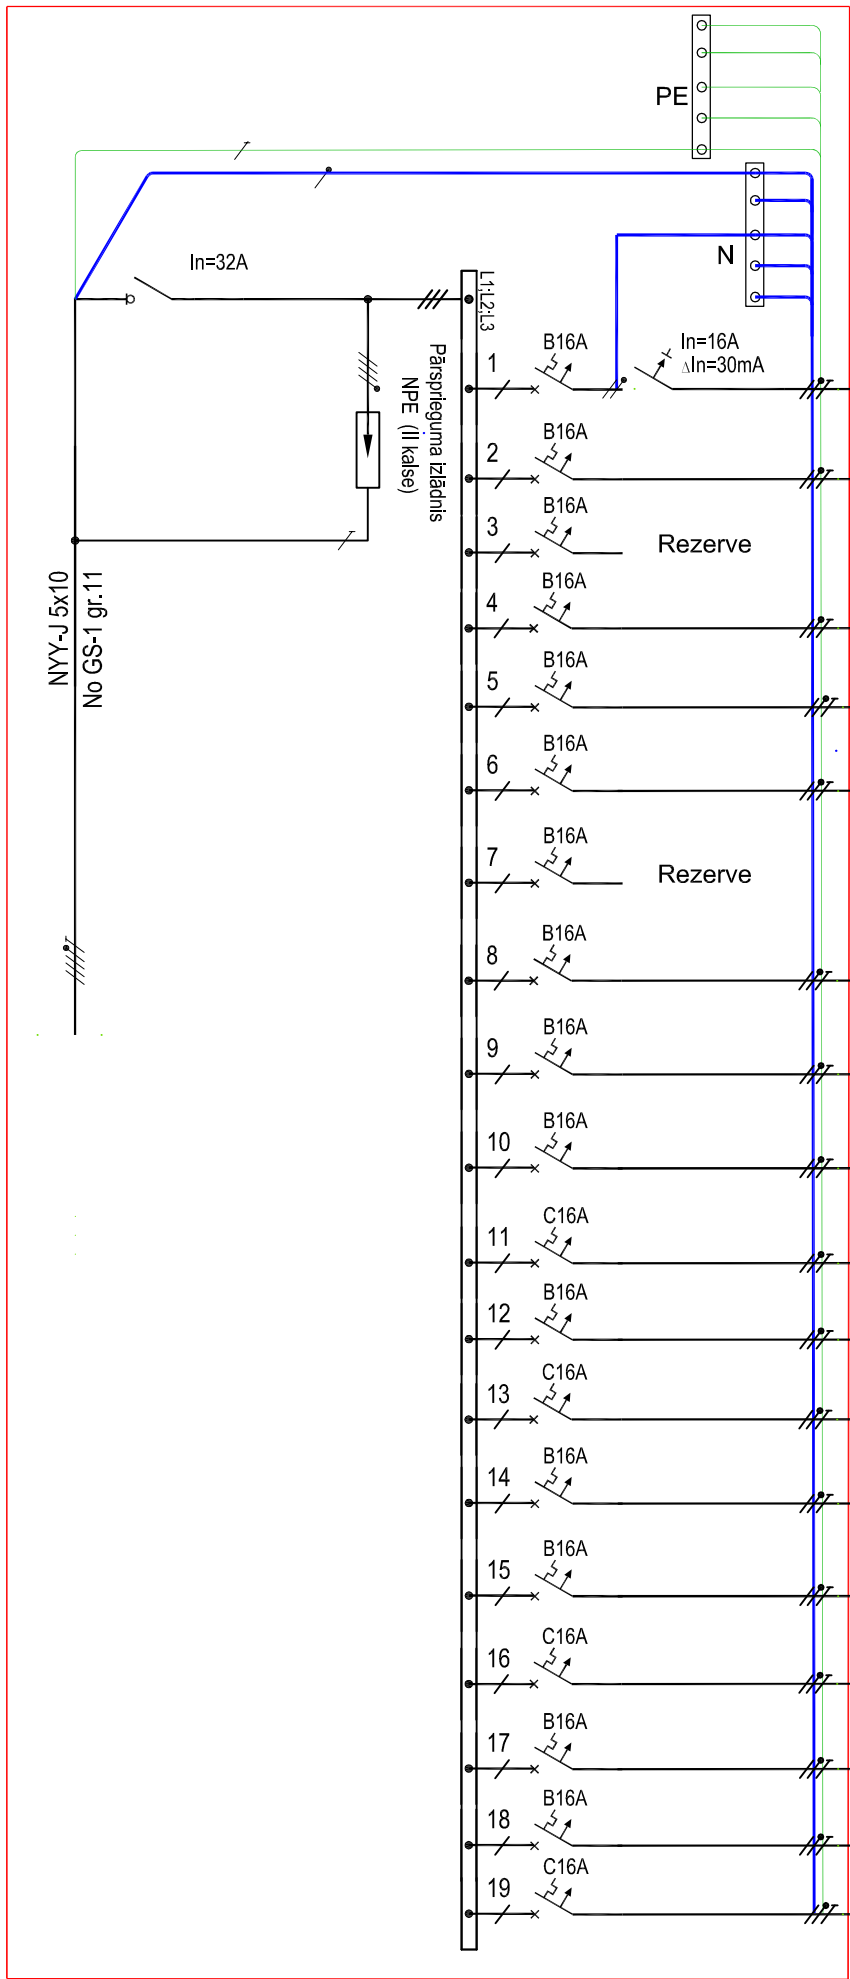 PE
N
In=32A
L1;L2;L3
Pārsprieguma izlādnis
NPE (II kalse)
NYY-J 5x10
No GS-1 gr.11
1
B16A
In=16A
ΔIn=30mA
2
B16A
3
B16A
Rezerve
4
B16A
5
B16A
6
B16A
7
B16A
Rezerve
8
B16A
9
B16A
10
B16A
11
C16A
12
B16A
13
C16A
14
B16A
15
B16A
16
C16A
17
B16A
18
B16A
19
C16A